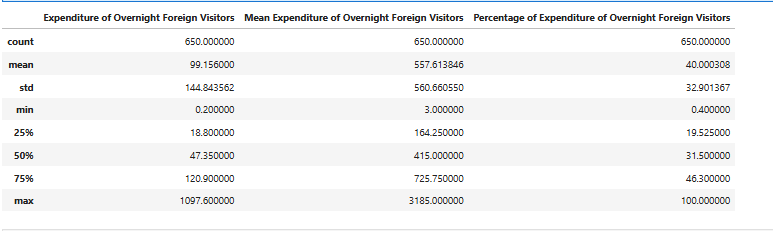 Expenditure of Overnight Foreign Visitors Mean Expenditure of Overnight Foreign Visitors Percentage of Expenditure of Overnight Foreign Visitors
count 650.000000 650.000000 650.000000
mean 99.156000 557.613846 40.000308
std 144.843562 560.660550 32.901367
min 0.200000 3.000000 0.400000
25% 18.800000 164.250000 19.525000
50% 47.350000 415.000000 31.500000
75% 120.900000 725.750000 46.300000
max 1097.600000 3185.000000 100.000000